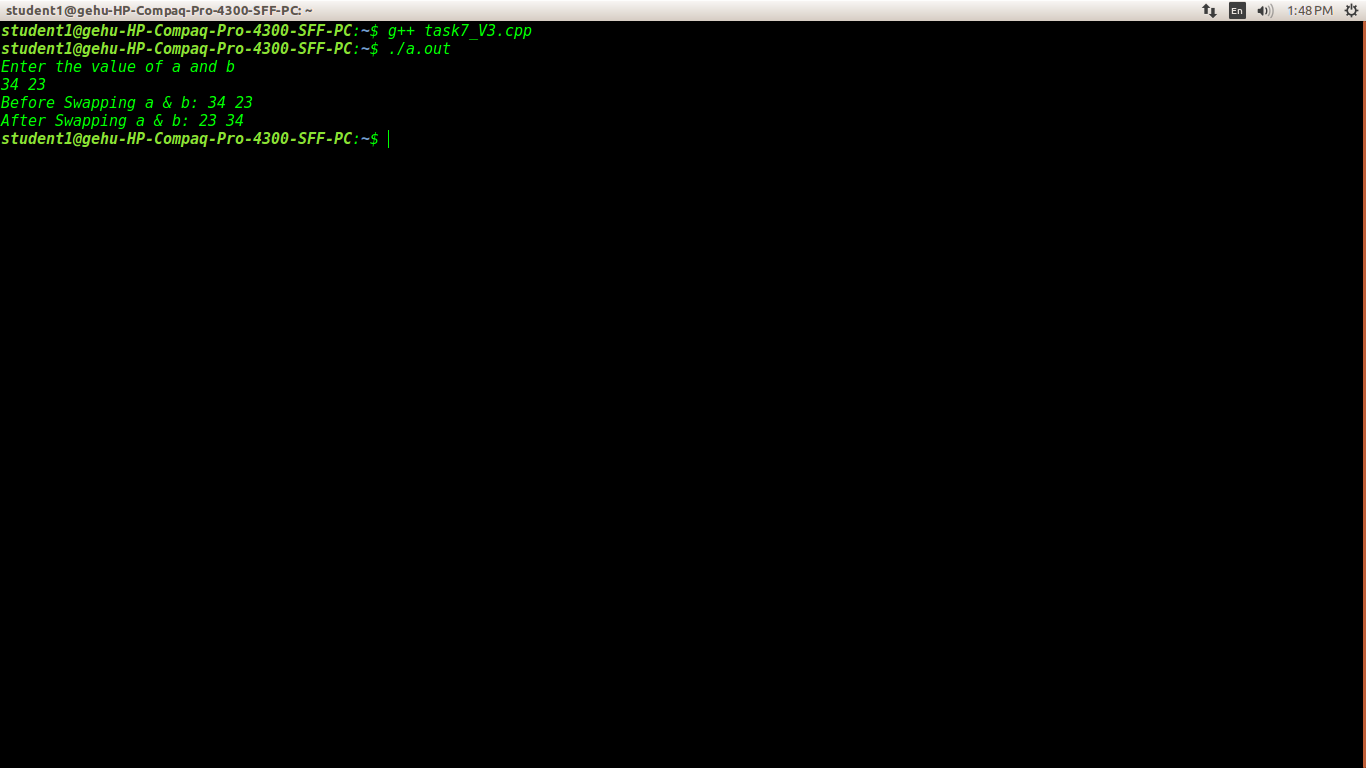 student1@gehu-HP-Compaq-Pro-4300-SFF-PC: ~ En 1:48 PM
student1@gehu-HP-Compaq-Pro-4300-SFF-PC:~$ g++ task7_V3.cpp
student1@gehu-HP-Compaq-Pro-4300-SFF-PC:~$ ./a.out
Enter the value of a and b
34 23
Before Swapping a & b: 34 23
After Swapping a & b: 23 34
student1@gehu-HP-Compaq-Pro-4300-SFF-PC:~$